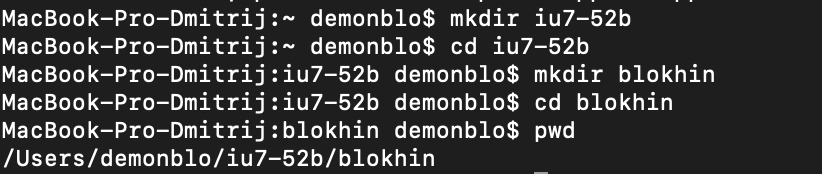 MacBook-Pro-Dmitrij:~ demonblo$ mkdir iu7-52b
MacBook-Pro-Dmitrij:~ demonblo$ cd iu7-52b
MacBook-Pro-Dmitrij:iu7-52b demonblo$ mkdir blokhin
MacBook-Pro-Dmitrij:iu7-52b demonblo$ cd blokhin
MacBook-Pro-Dmitrij:blokhin demonblo$ pwd
/Users/demonblo/iu7-52b/blokhin